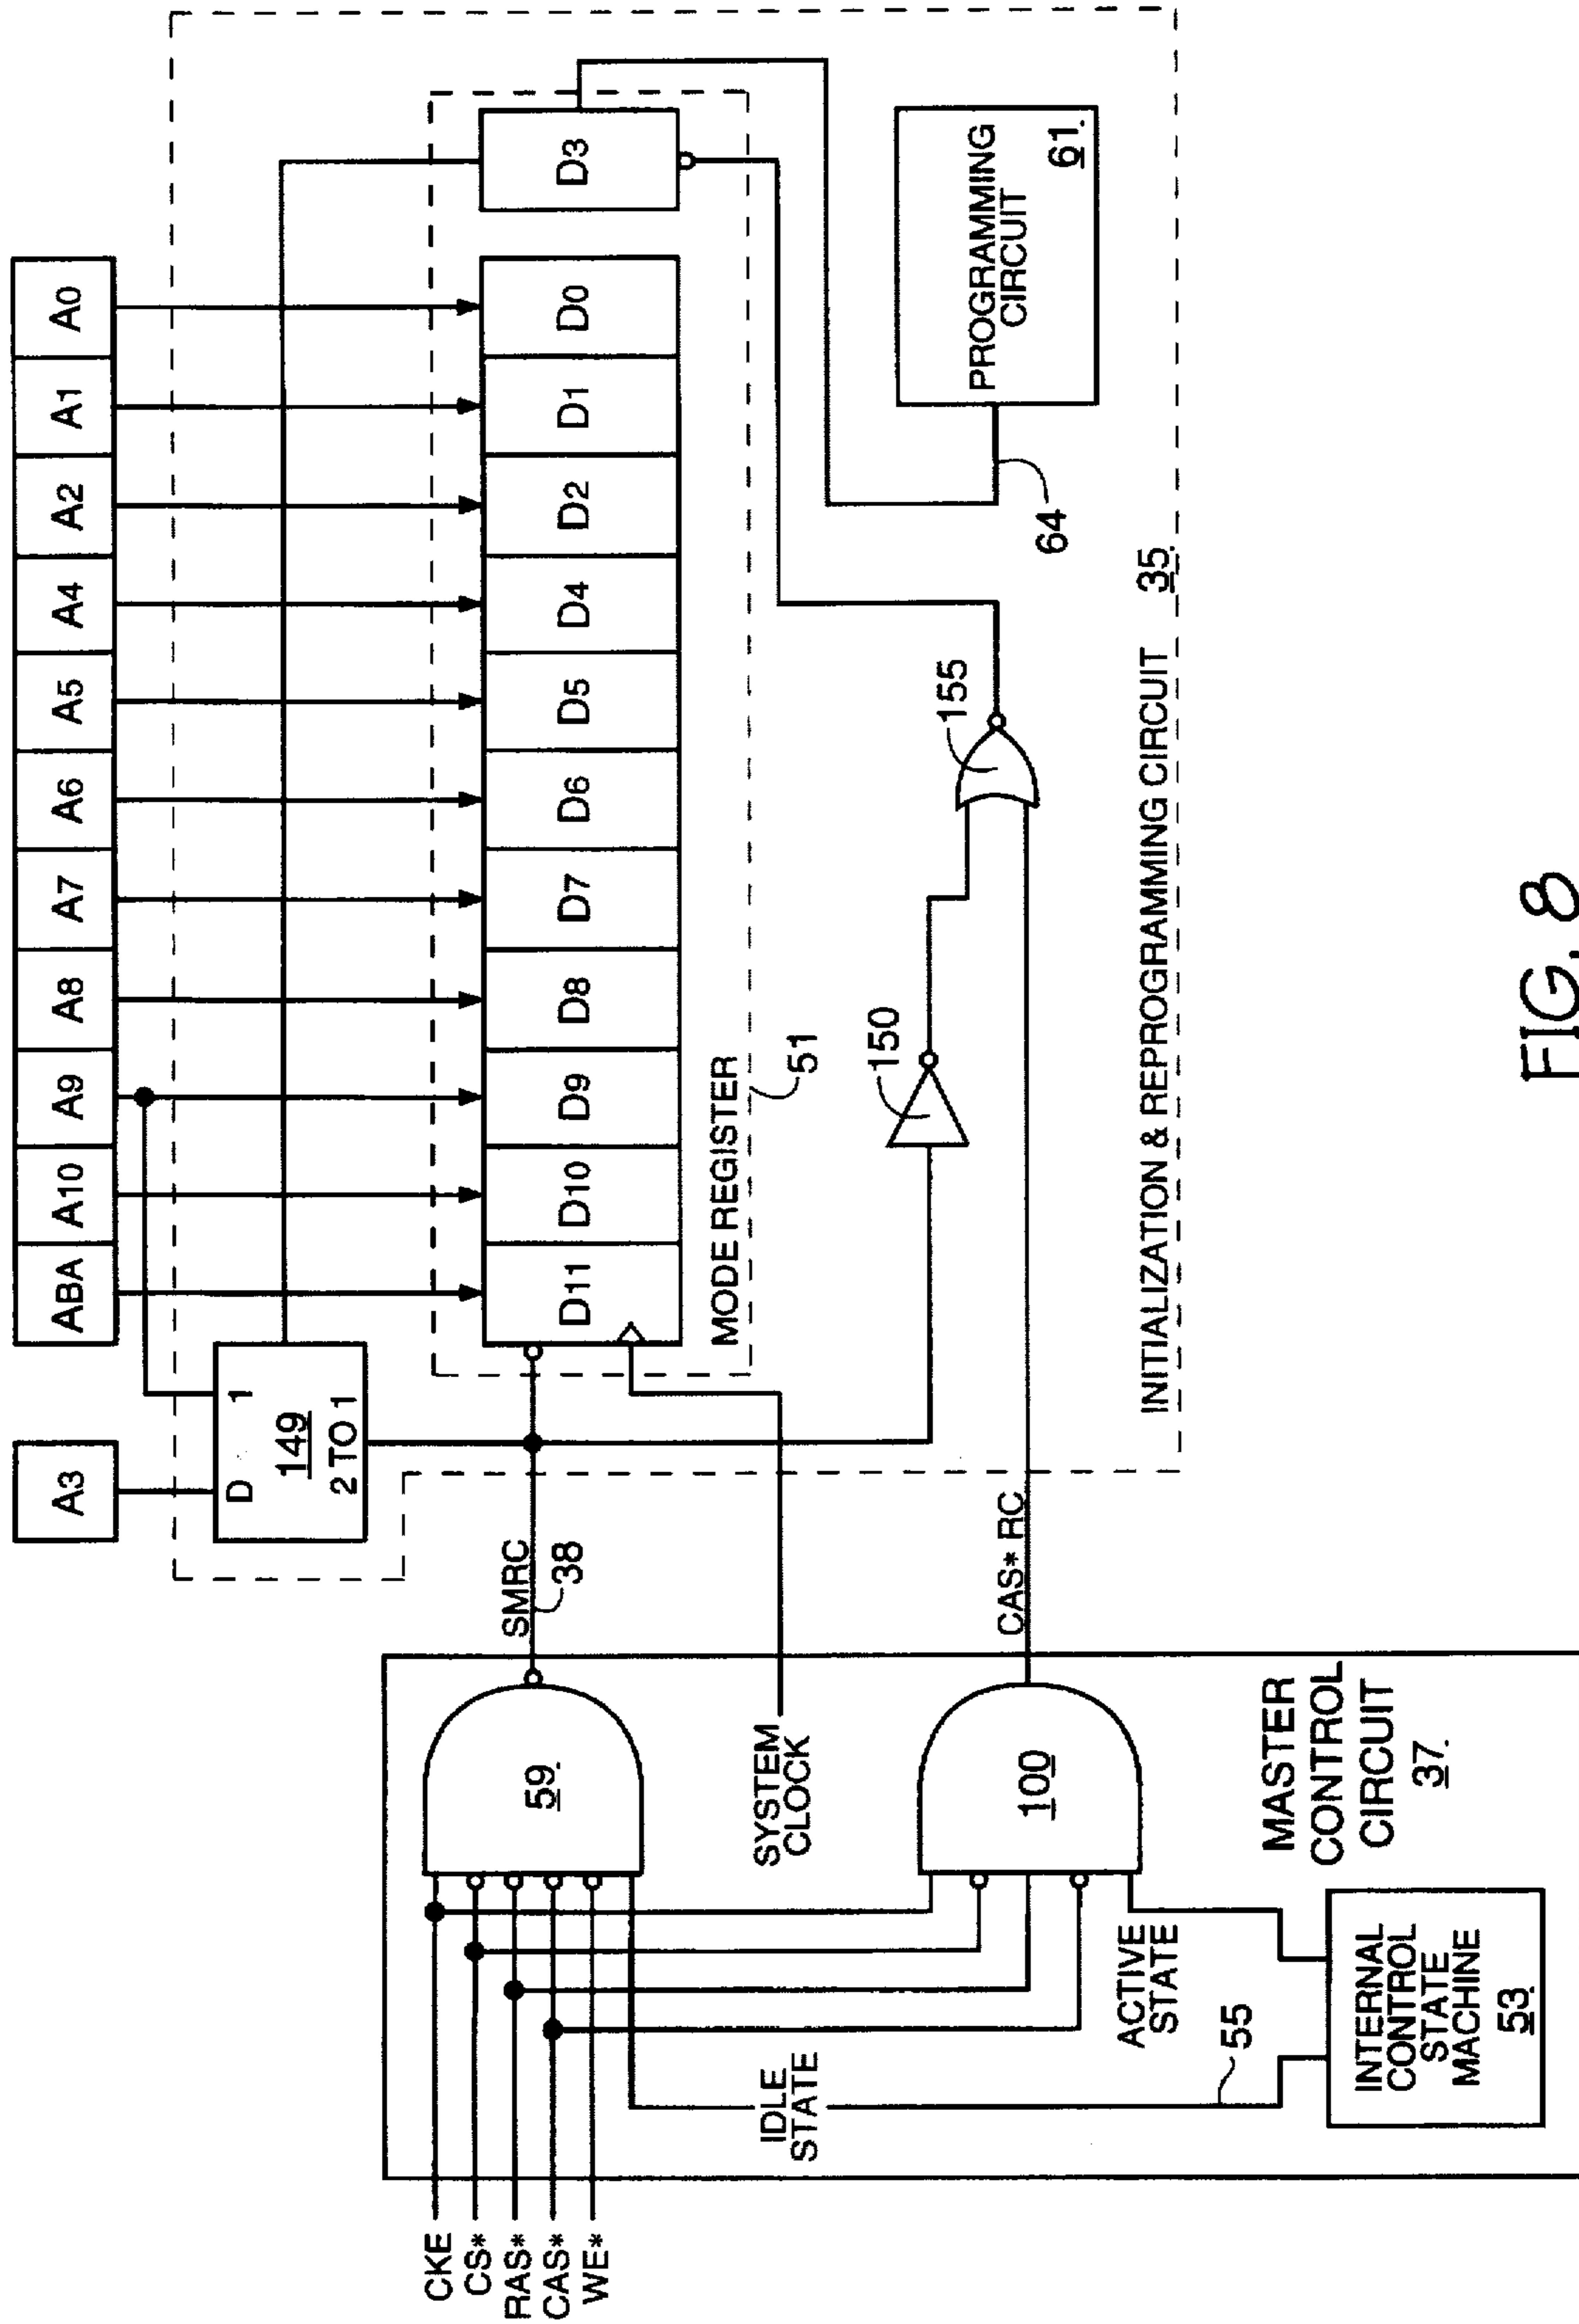 A3
ABA A10 A9 A8 A7 A6 A5 A4 A2 A1 A0
D 1
149
2 TO 1
D11 D10 D9 D8 D7 D6 D5 D4 D2 D1 D0
D3
MODE REGISTER
51
CKE
CS*
RAS*
CAS*
WE*
59
SMRC
38
SYSTEM
CLOCK
IDLE
STATE
100
CAS* RC
150
155
64
PROGRAMMING
CIRCUIT
61
ACTIVE
STATE
55
INTERNAL
CONTROL
STATE
MACHINE
53
MASTER
CONTROL
CIRCUIT
37
INITIALIZATION & REPROGRAMMING CIRCUIT 35
FIG. 8